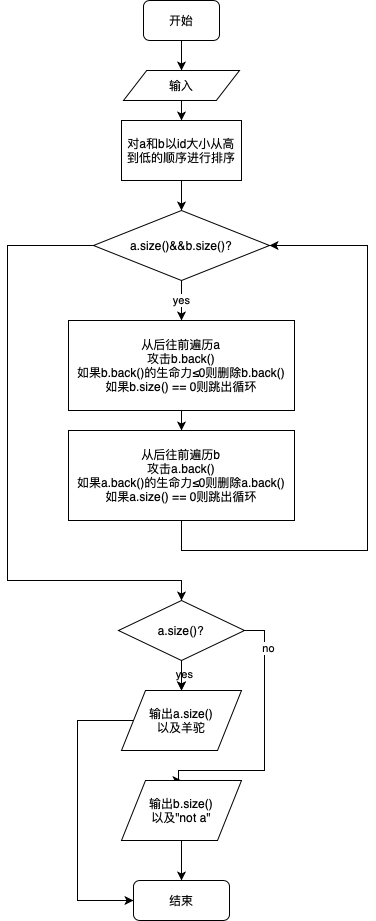 开始
输入
对a和b以id大小从高
到低的顺序进行排序
a.size()&&b.size()?
yes
从后往前遍历a
攻击b.back()
如果b.back()的生命力≤0则删除b.back()
如果b.size() == 0则跳出循环
从后往前遍历b
攻击a.back()
如果a.back()的生命力≤0则删除a.back()
如果a.size() == 0则跳出循环
a.size()?
no
yes
输出a.size()
以及羊驼
输出b.size()
以及"not a"
结束